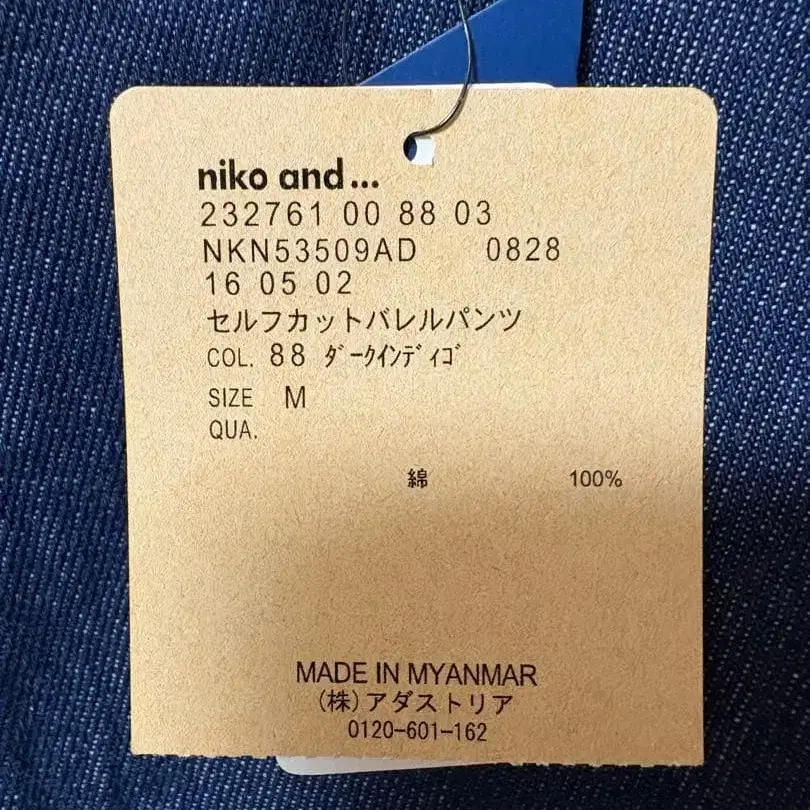 niko and...
232761 00 88 03
NKN53509AD 0828
16 05 02
セルフカットバレルパンツ
COL. 88 ﾀﾞｰｸｲﾝﾃﾞｨｺﾞ
SIZE M
QUA.
綿 100%
MADE IN MYANMAR
(株)アダストリア
0120-601-162